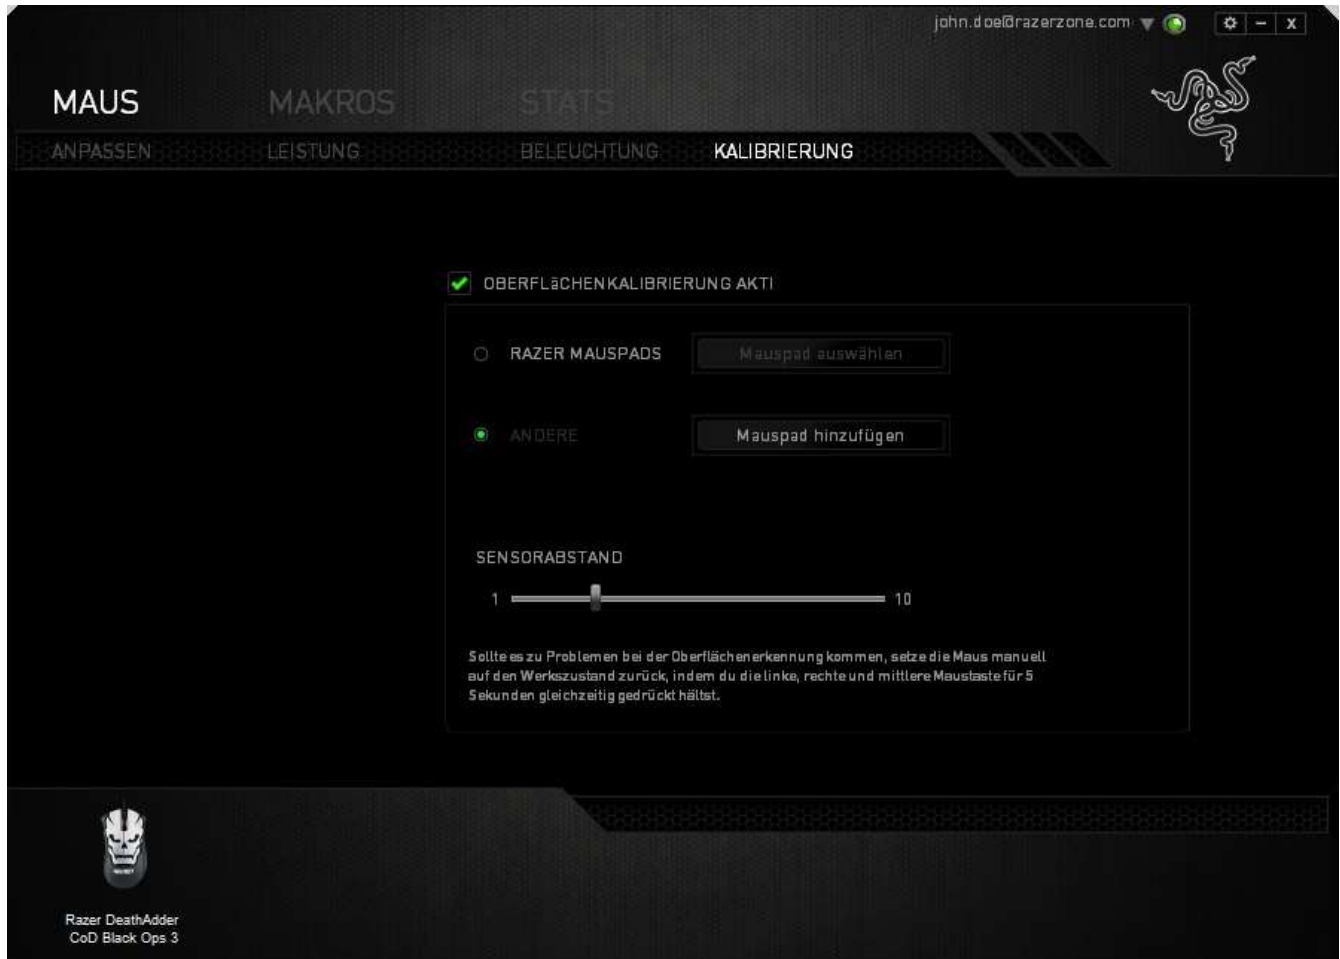 john.doe@razerzone.com
MAUS MAKROS STATS
ANPASSEN LEISTUNG BELEUCHTUNG KALIBRIERUNG
OBERFLäCHENKALIBRIERUNG AKTI
RAZER MAUSPADS Mauspad auswählen
ANDERE Mauspad hinzufügen
SENSORABSTAND
1 10
Sollte es zu Problemen bei der Oberflächenerkennung kommen, setze die Maus manuell
auf den Werkszustand zurück, indem du die linke, rechte und mittlere Maustaste für 5
Sekunden gleichzeitig gedrückt hältst.
Razer DeathAdder
CoD Black Ops 3